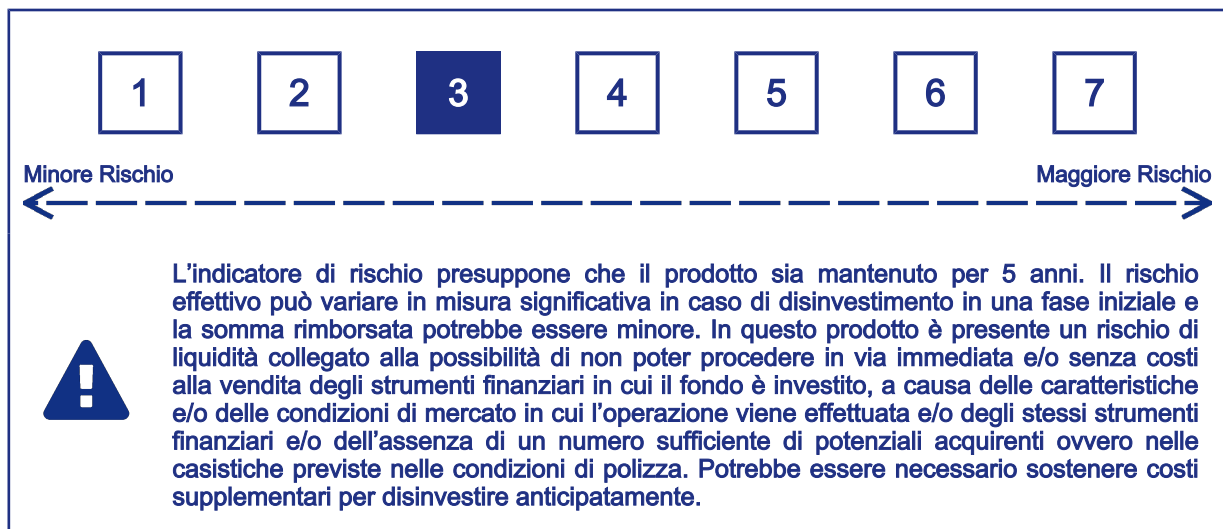 1 2 3 4 5 6 7
Minore Rischio Maggiore Rischio
L'indicatore di rischio presuppone che il prodotto sia mantenuto per 5 anni. Il rischio
effettivo può variare in misura significativa in caso di disinvestimento in una fase iniziale e
la somma rimborsata potrebbe essere minore. In questo prodotto è presente un rischio di
liquidità collegato alla possibilità di non poter procedere in via immediata e/o senza costi
alla vendita degli strumenti finanziari in cui il fondo è investito, a causa delle caratteristiche
e/o delle condizioni di mercato in cui l'operazione viene effettuata e/o degli stessi strumenti
finanziari e/o dell'assenza di un numero sufficiente di potenziali acquirenti ovvero nelle
casistiche previste nelle condizioni di polizza. Potrebbe essere necessario sostenere costi
supplementari per disinvestire anticipatamente.